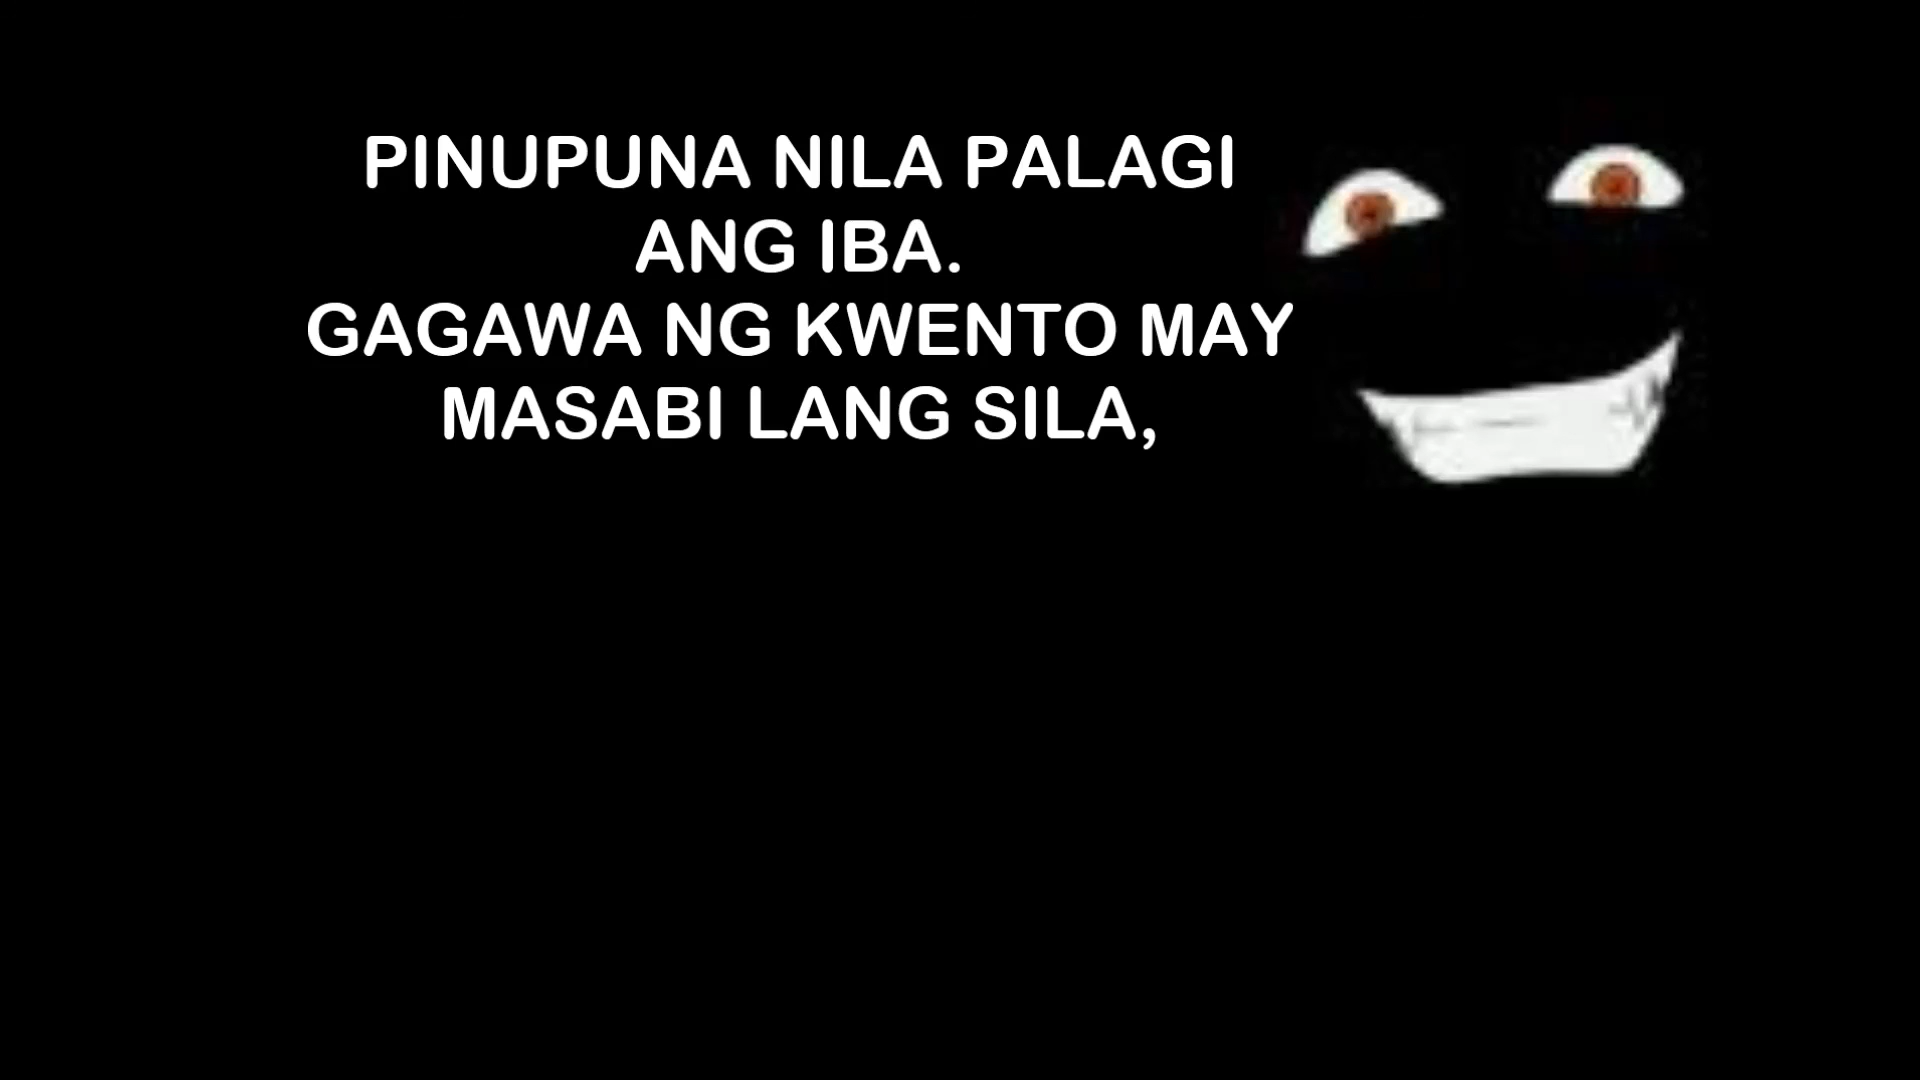 PINUPUNA NILA PALAGI
ANG IBA.
GAGAWA NG KWENTO MAY
MASABI LANG SILA,